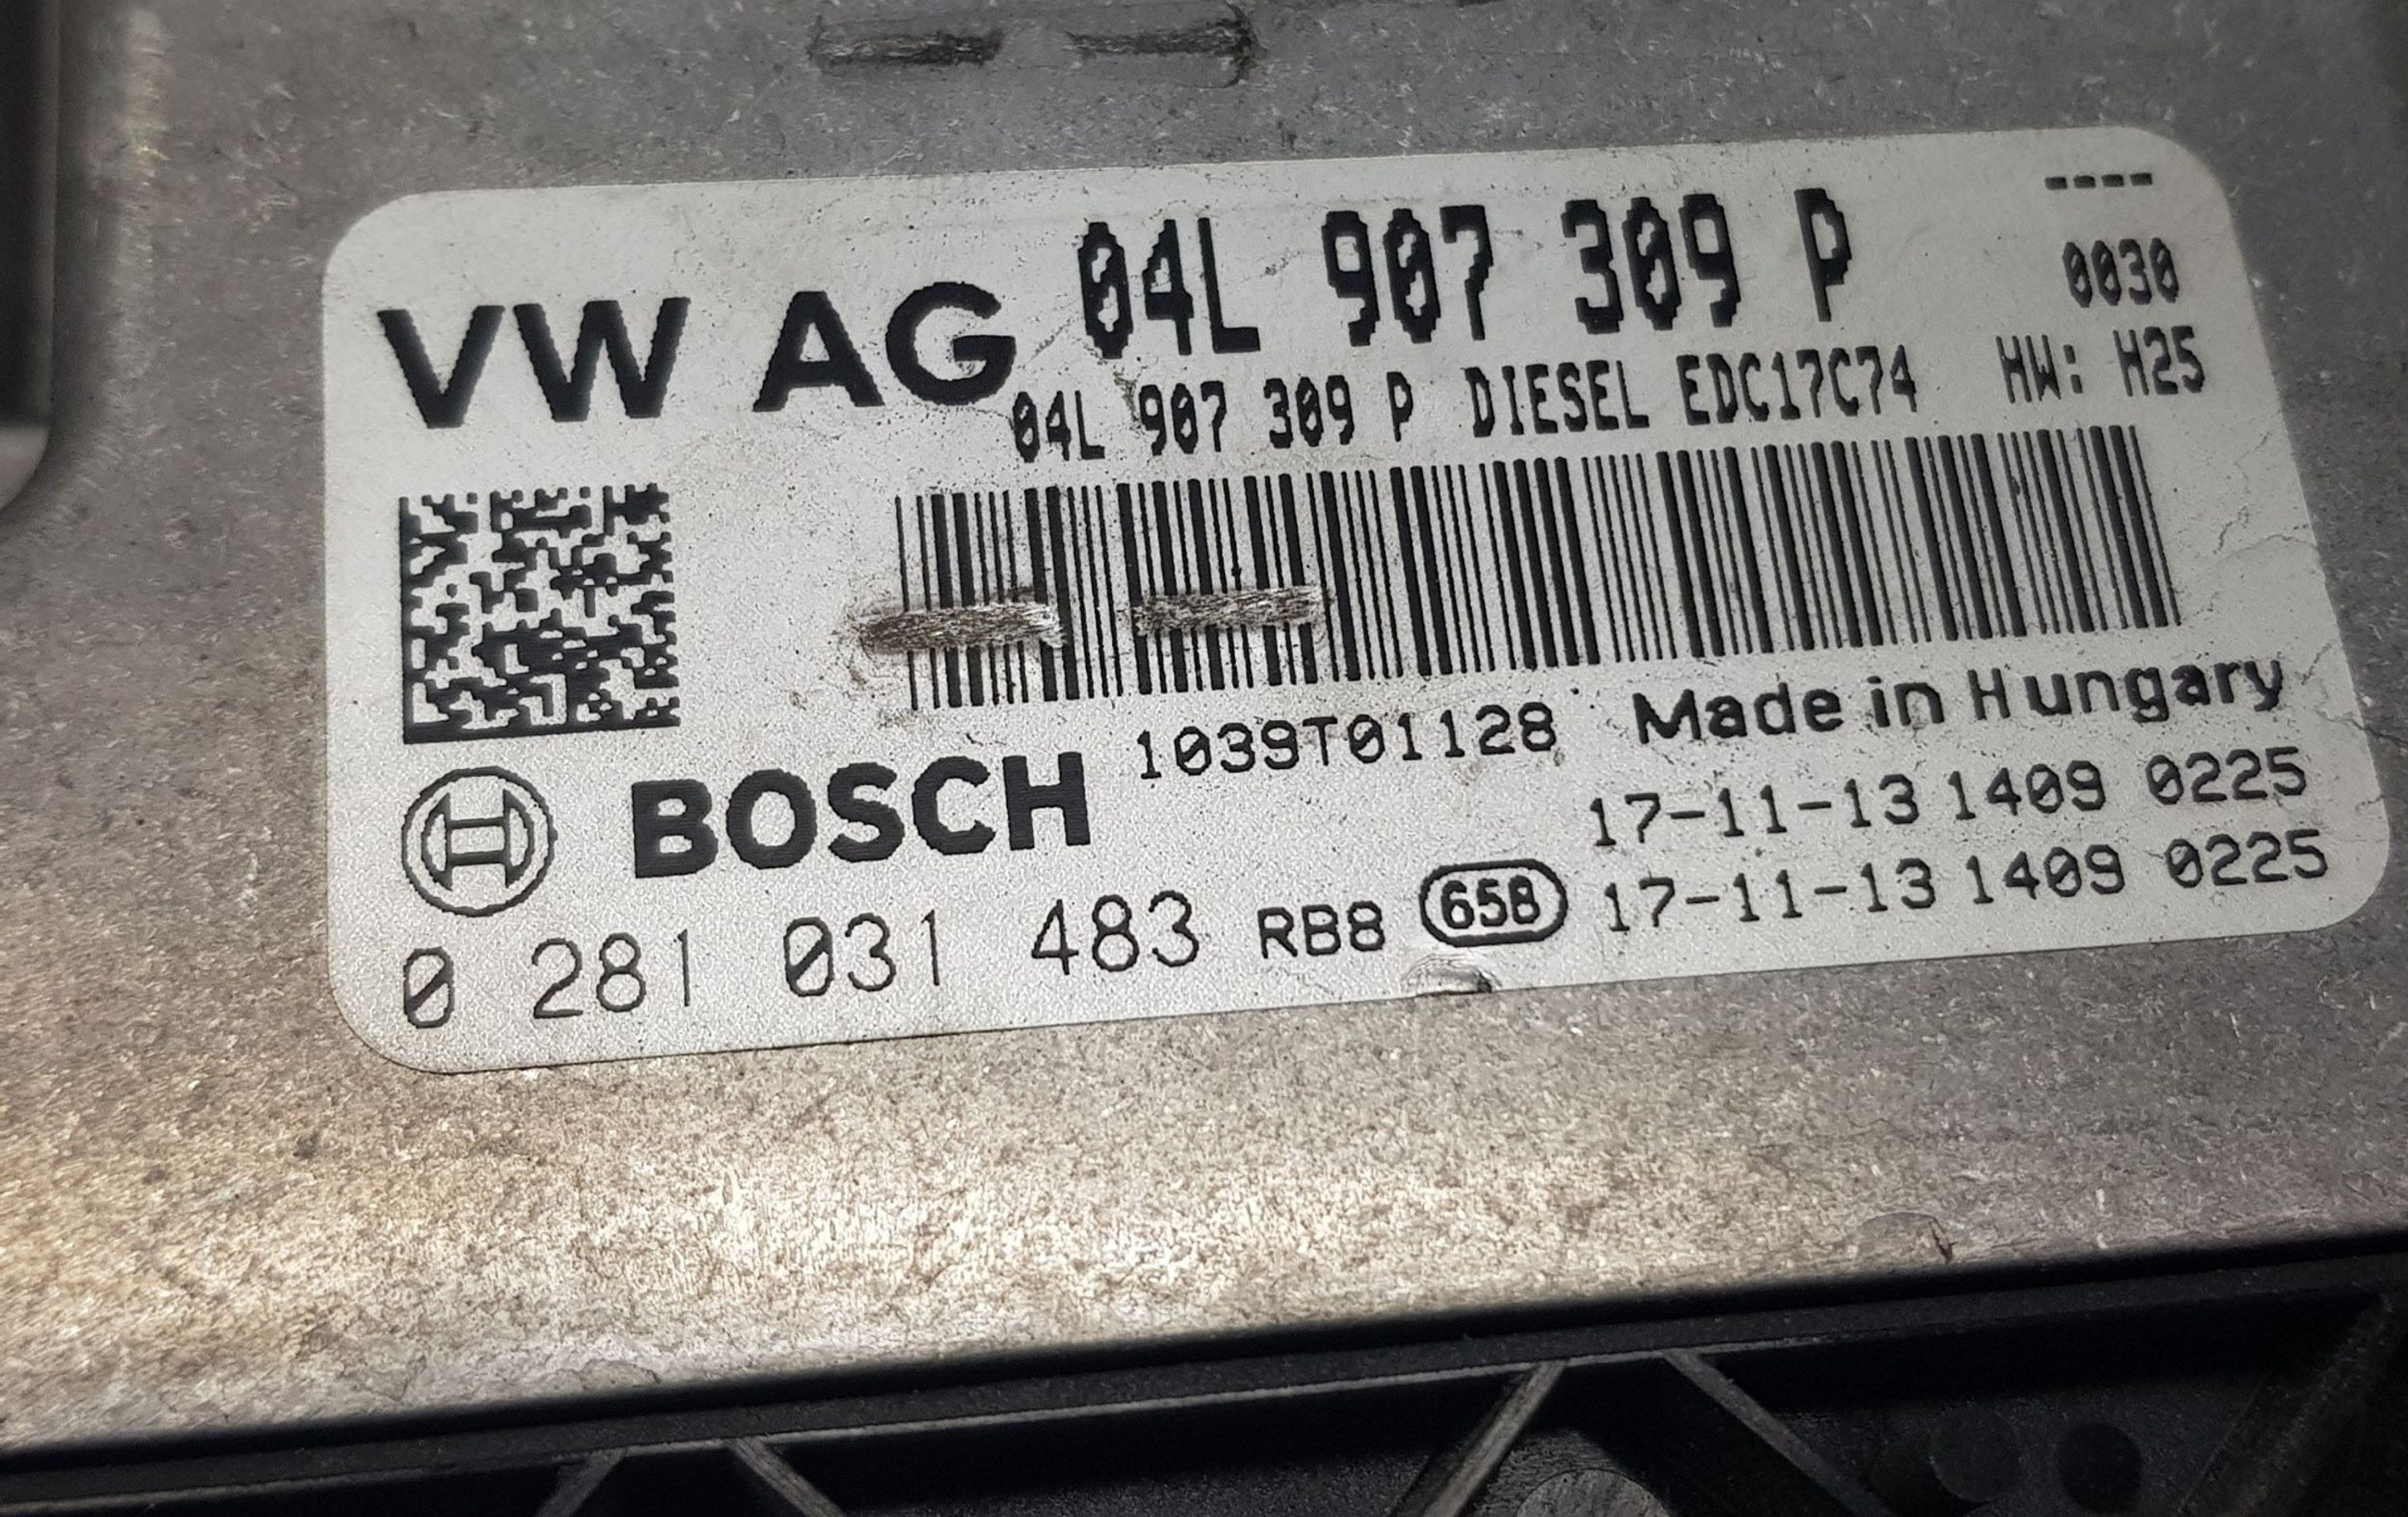 ----
VW AG 04L 907 309 P 0030
04L 907 309 P DIESEL EDC17C74 HW: H25
1039T01128 Made in Hungary
BOSCH 17-11-13 1409 0225
0 281 031 483 RB8 658 17-11-13 1409 0225